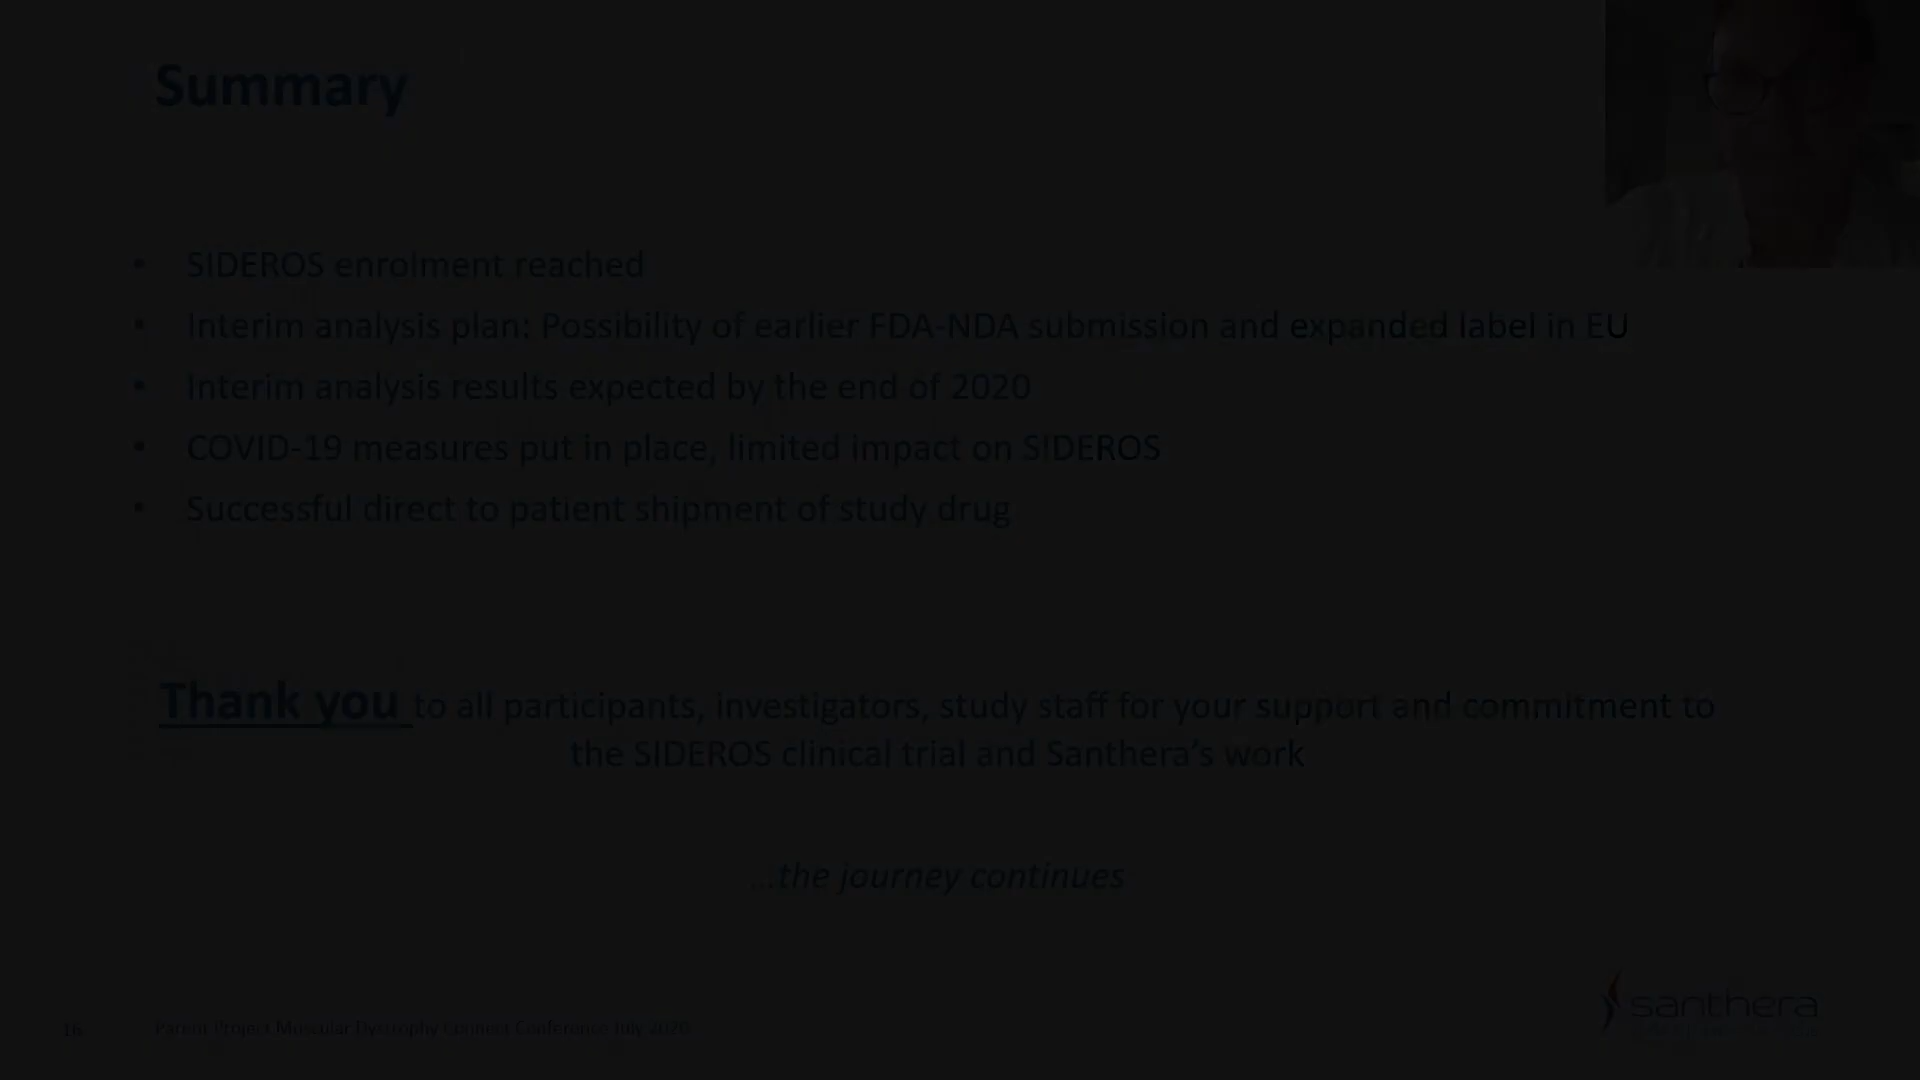 Summary
• SIDEROS enrolment reached
• Interim analysis plan: Possibility of earlier FDA-NDA submission and expanded label in EU
• Interim analysis results expected by the end of 2020
• COVID-19 measures put in place, limited impact on SIDEROS
• Successful direct to patient shipment of study drug
Thank you to all participants, investigators, study staff for your support and commitment to
the SIDEROS clinical trial and Santhera’s work
...the journey continues
santhera
16 Parent Project Muscular Dystrophy Connect Conference July 2020